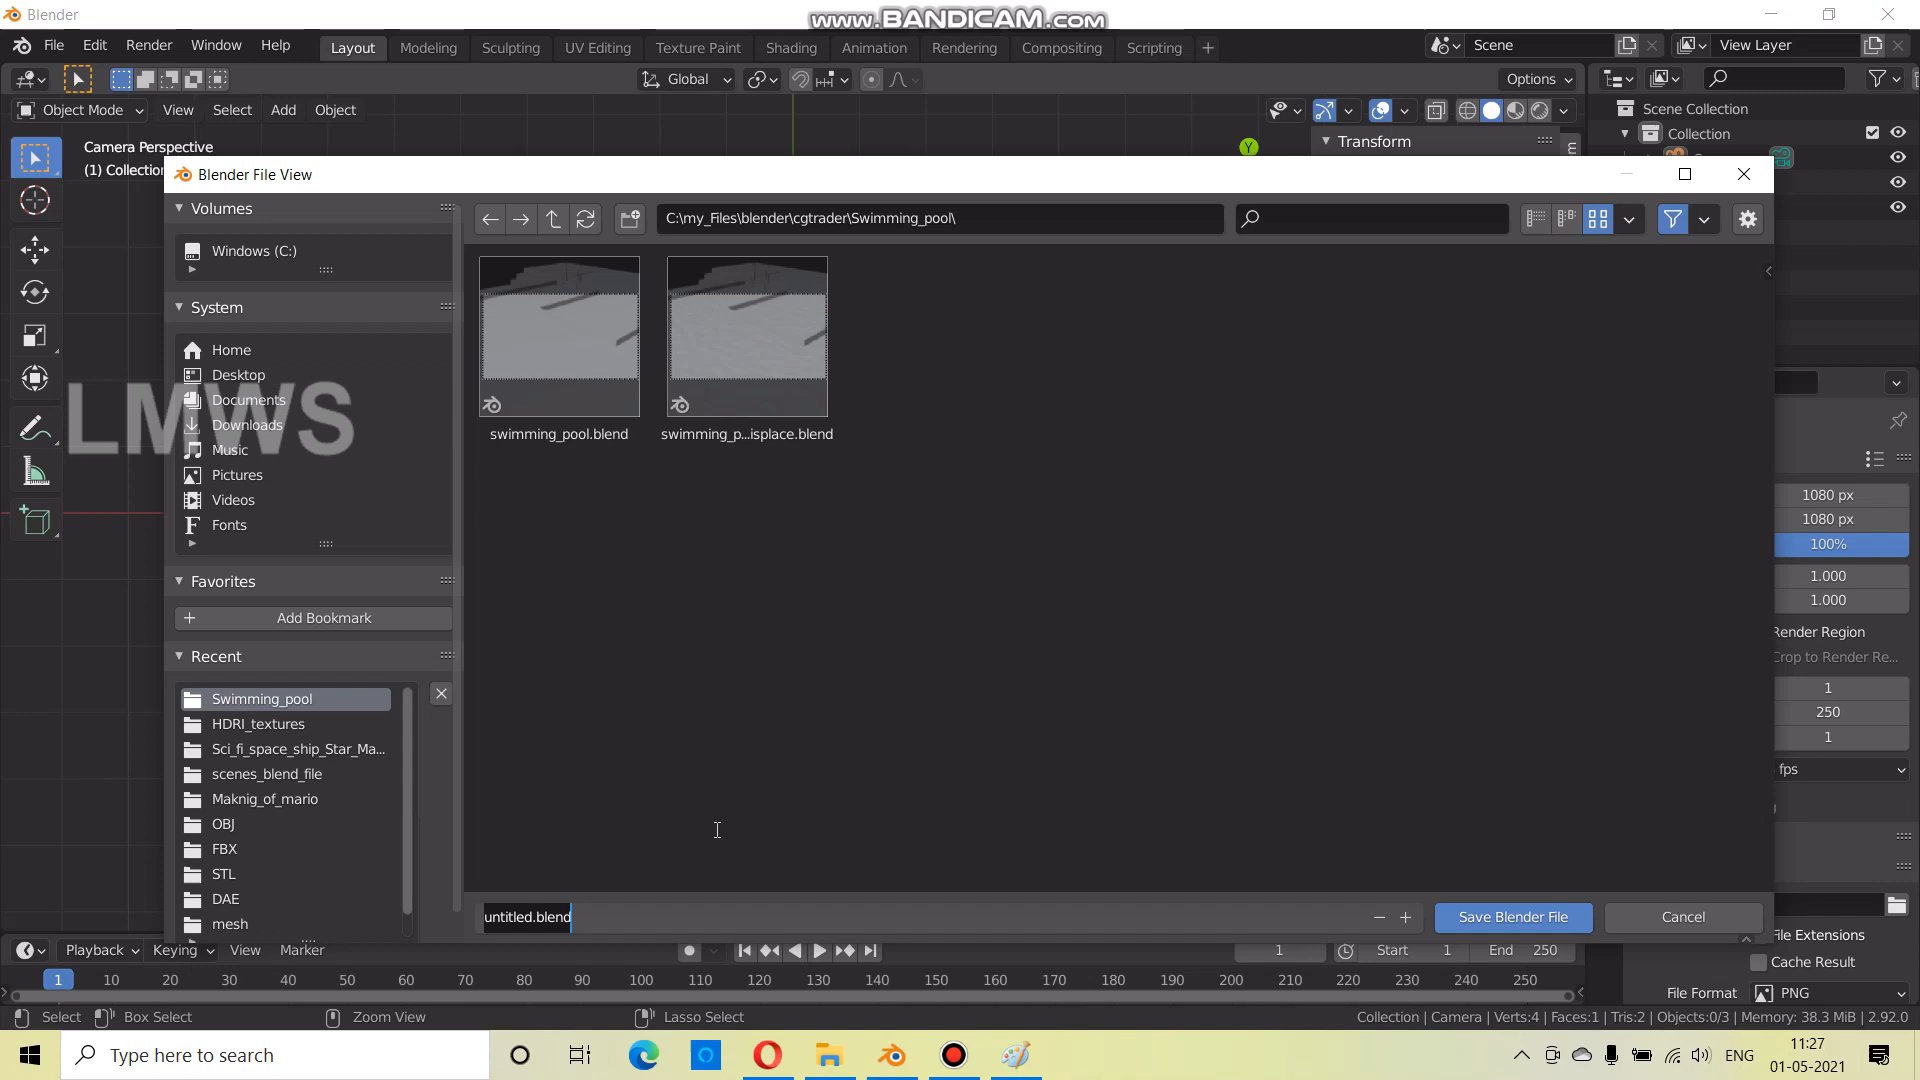 Blender
www.BANDICAM.com
File Edit Render Window Help Layout Modeling Sculpting UV Editing Texture Paint Shading Animation Rendering Compositing Scripting + Scene View Layer
Global Options
Object Mode View Select Add Object
Scene Collection
Collection
Camera Perspective
(1) Collection
Y
Transform
Blender File View
Volumes
Windows (C:)
C:\my_Files\blender\cgtrader\Swimming_pool\
System
Home
Desktop
Documents
Downloads
Music
Pictures
Videos
Fonts
LMWS
swimming_pool.blend
swimming_p...isplace.blend
Favorites
Add Bookmark
Recent
Swimming_pool
HDRI_textures
Sci_fi_space_ship_Star_Ma...
scenes_blend_file
Maknig_of_mario
OBJ
FBX
STL
DAE
mesh
untitled.blend
Save Blender File
Cancel
1080 px
1080 px
100%
1.000
1.000
Render Region
Crop to Render Re...
1
250
1
fps
File Extensions
Cache Result
File Format PNG
Playback Keying View Marker
1 Start 1 End 250
1 10 20 30 40 50 60 70 80 90 100 110 120 130 140 150 160 170 180 190 200 210 220 230 240 250
Select Box Select Zoom View Lasso Select
Collection | Camera | Verts:4 | Faces:1 | Tris:2 | Objects:0/3 | Memory: 38.3 MiB | 2.92.0
Type here to search
ENG
11:27
01-05-2021